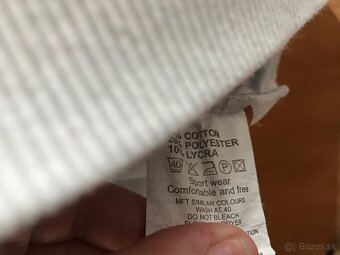 COTTON
POLYESTER
10% LYCRA
40
Sport wear
Comfortable and free
MFT SIMILAR COLOURS
WASH AT 40
DO NOT BLEACH
Bazos.sk